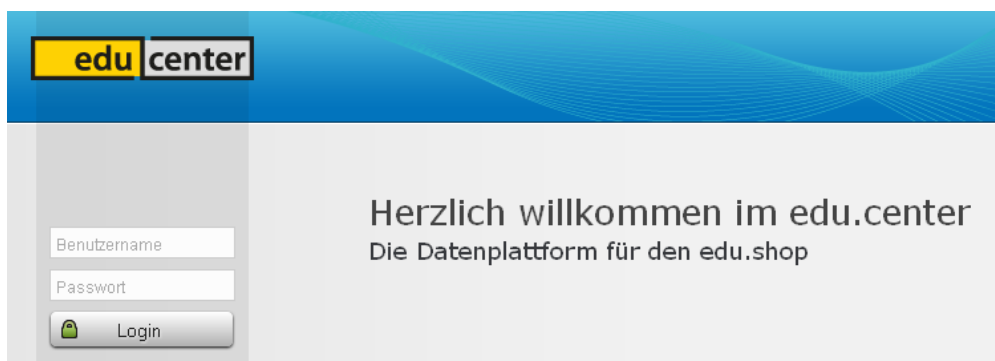 edu center
Herzlich willkommen im edu.center
Die Datenplattform für den edu.shop
Benutzername
Passwort
Login